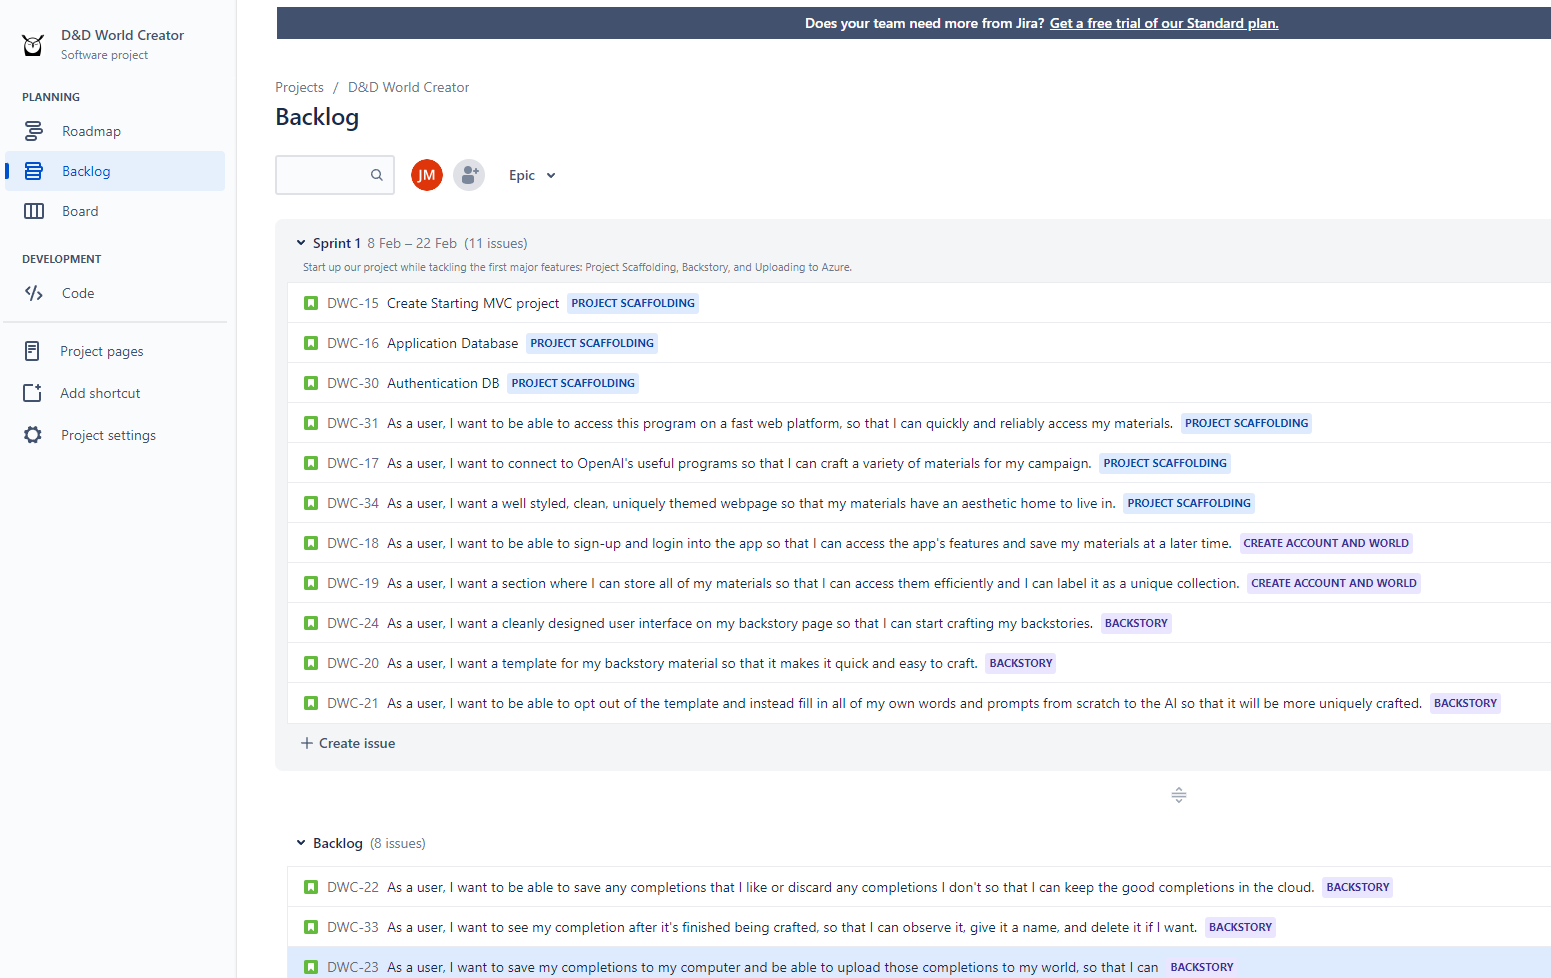 D&D World Creator
Software project
PLANNING
Roadmap
Backlog
Board
DEVELOPMENT
Code
Project pages
Add shortcut
Project settings
Does your team need more from Jira? Get a free trial of our Standard plan.
Projects / D&D World Creator
Backlog
JM
Epic
Sprint 1 8 Feb – 22 Feb (11 issues)
Start up our project while tackling the first major features: Project Scaffolding, Backstory, and Uploading to Azure.
DWC-15 Create Starting MVC project PROJECT SCAFFOLDING
DWC-16 Application Database PROJECT SCAFFOLDING
DWC-30 Authentication DB PROJECT SCAFFOLDING
DWC-31 As a user, I want to be able to access this program on a fast web platform, so that I can quickly and reliably access my materials. PROJECT SCAFFOLDING
DWC-17 As a user, I want to connect to OpenAI's useful programs so that I can craft a variety of materials for my campaign. PROJECT SCAFFOLDING
DWC-34 As a user, I want a well styled, clean, uniquely themed webpage so that my materials have an aesthetic home to live in. PROJECT SCAFFOLDING
DWC-18 As a user, I want to be able to sign-up and login into the app so that I can access the app's features and save my materials at a later time. CREATE ACCOUNT AND WORLD
DWC-19 As a user, I want a section where I can store all of my materials so that I can access them efficiently and I can label it as a unique collection. CREATE ACCOUNT AND WORLD
DWC-24 As a user, I want a cleanly designed user interface on my backstory page so that I can start crafting my backstories. BACKSTORY
DWC-20 As a user, I want a template for my backstory material so that it makes it quick and easy to craft. BACKSTORY
DWC-21 As a user, I want to be able to opt out of the template and instead fill in all of my own words and prompts from scratch to the AI so that it will be more uniquely crafted. BACKSTORY
+ Create issue
Backlog (8 issues)
DWC-22 As a user, I want to be able to save any completions that I like or discard any completions I don't so that I can keep the good completions in the cloud. BACKSTORY
DWC-33 As a user, I want to see my completion after it's finished being crafted, so that I can observe it, give it a name, and delete it if I want. BACKSTORY
DWC-23 As a user, I want to save my completions to my computer and be able to upload those completions to my world, so that I can BACKSTORY